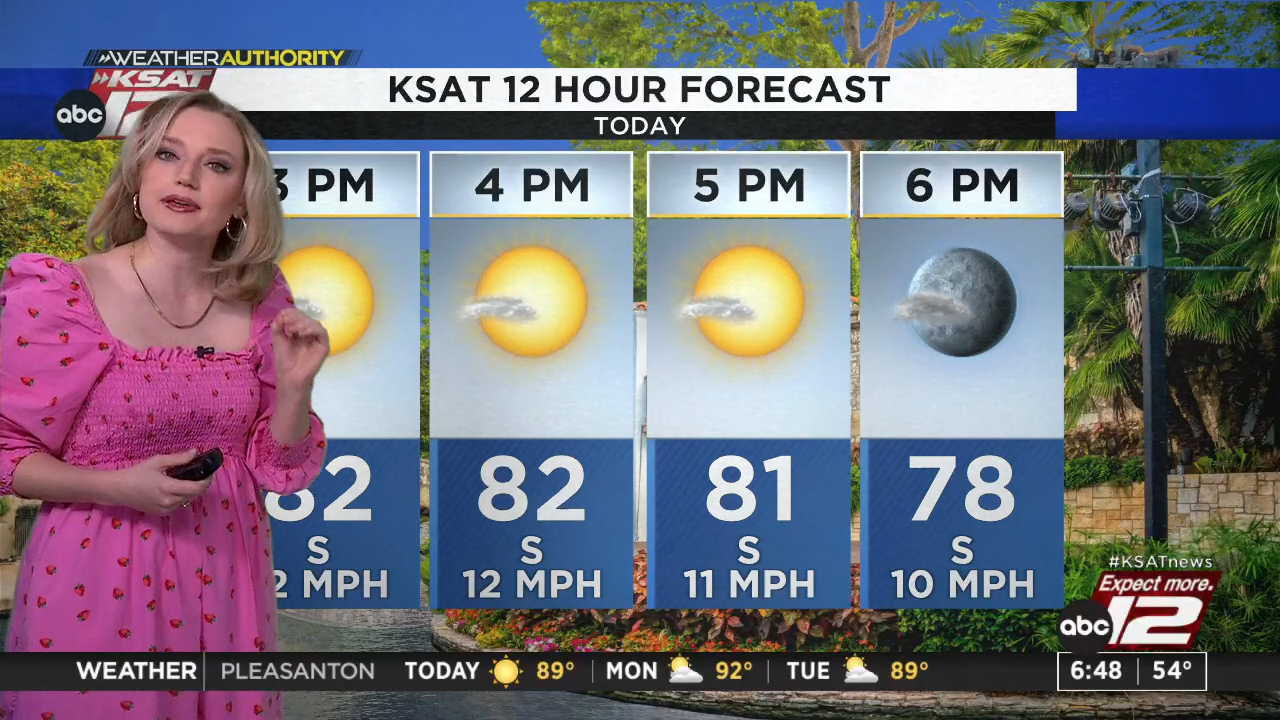 WEATHERAUTHORITY
KSAT
12
abc
KSAT 12 HOUR FORECAST
TODAY
3 PM
4 PM
5 PM
6 PM
82
82
81
78
S
S
S
S
2 MPH
12 MPH
11 MPH
10 MPH
#KSATnews
Expect more.
abc
12
WEATHER
PLEASANTON
TODAY
89°
MON
92°
TUE
89°
6:48
54°